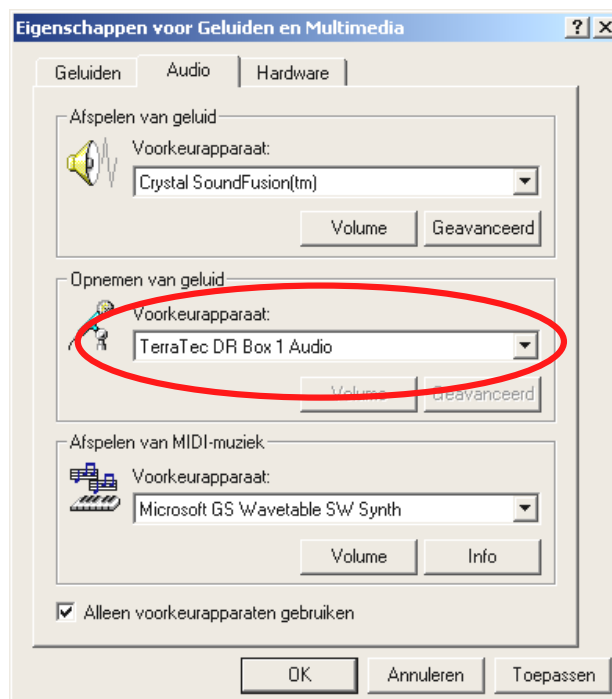 Eigenschappen voor Geluiden en Multimedia
Geluiden Audio Hardware
Afspelen van geluid
Voorkeurapparaat:
Crystal SoundFusion(tm)
Volume Geavanceerd
Opnemen van geluid
Voorkeurapparaat:
TerraTec DR Box 1 Audio
Volume Geavanceerd
Afspelen van MIDI-muziek
Voorkeurapparaat:
Microsoft GS Wavetable SW Synth
Volume Info
Alleen voorkeurapparaten gebruiken
OK Annuleren Toepassen